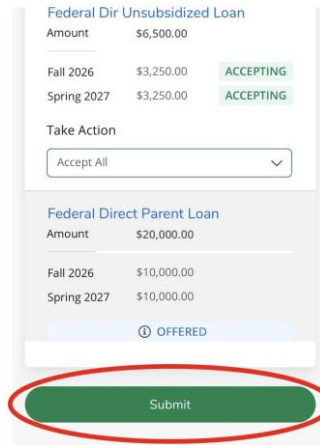 Federal Dir Unsubsidized Loan
Amount $6,500.00
Fall 2026 $3,250.00 ACCEPTING
Spring 2027 $3,250.00 ACCEPTING
Take Action
Accept All
Federal Direct Parent Loan
Amount $20,000.00
Fall 2026 $10,000.00
Spring 2027 $10,000.00
OFFERED
Submit